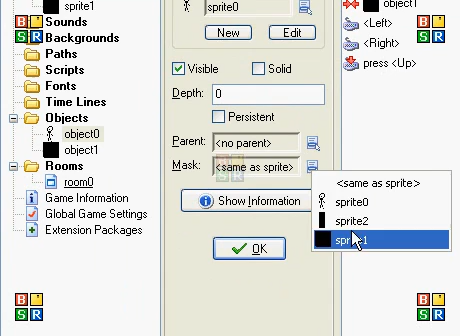 sprite1
Sounds
Backgrounds
Paths
Scripts
Fonts
Time Lines
Objects
object0
object1
Rooms
room0
Game Information
Global Game Settings
Extension Packages
sprite0
New Edit
Visible Solid
Depth: 0
Persistent
Parent: <no parent>
Mask: <same as sprite>
Show Information
OK
object1
<Left>
<Right>
press <Up>
<same as sprite>
sprite0
sprite2
B S R
B S R
B S R
B S R
B S R